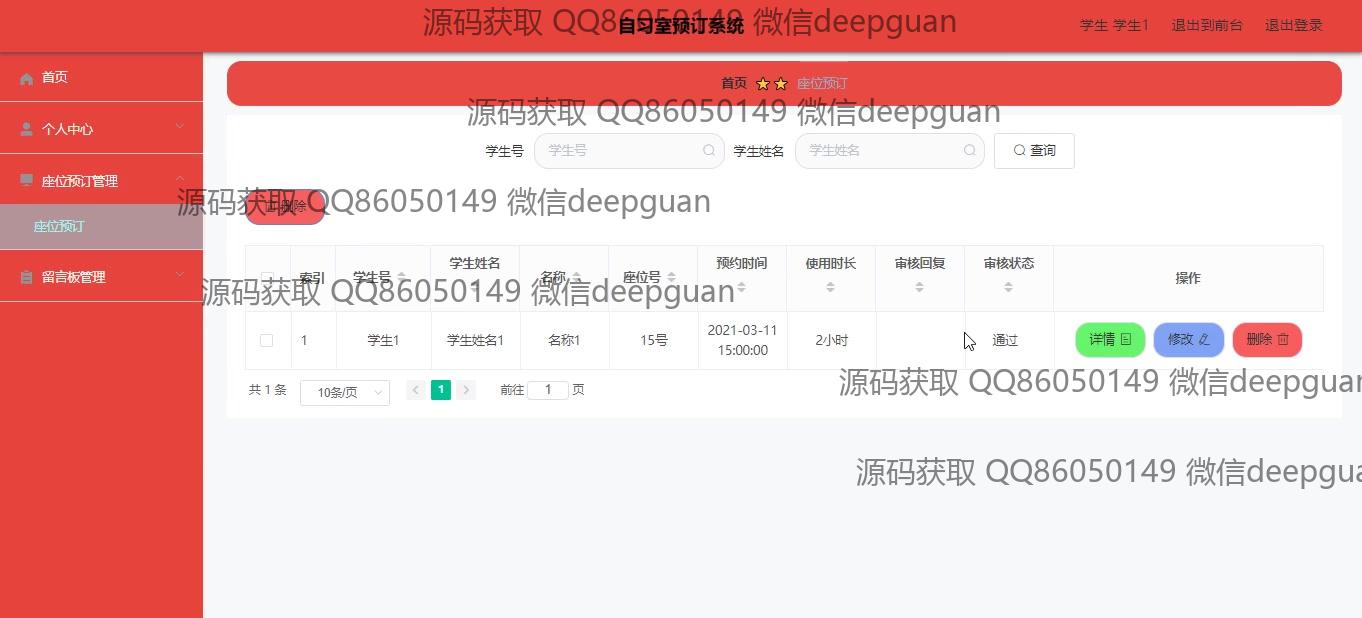 自习室预订系统
学生 学生1 退出到前台 退出登录
源码获取 QQ86050149 微信deepguan
首页
个人中心
座位预订管理
座位预订
留言板管理
首页 座位预订
源码获取 QQ86050149 微信deepguan
学生号 学生号 学生姓名 学生姓名 查询
删除
源码获取 QQ86050149 微信deepguan
索引 学生号 学生姓名 名称 座位号 预约时间 使用时长 审核回复 审核状态 操作
源码获取 QQ86050149 微信deepguan
1 学生1 学生姓名1 名称1 15号 2021-03-11 15:00:00 2小时 通过 详情 修改 删除
共 1 条 10条/页 1 前往 1 页
源码获取 QQ86050149 微信deepguan
源码获取 QQ86050149 微信deepgua